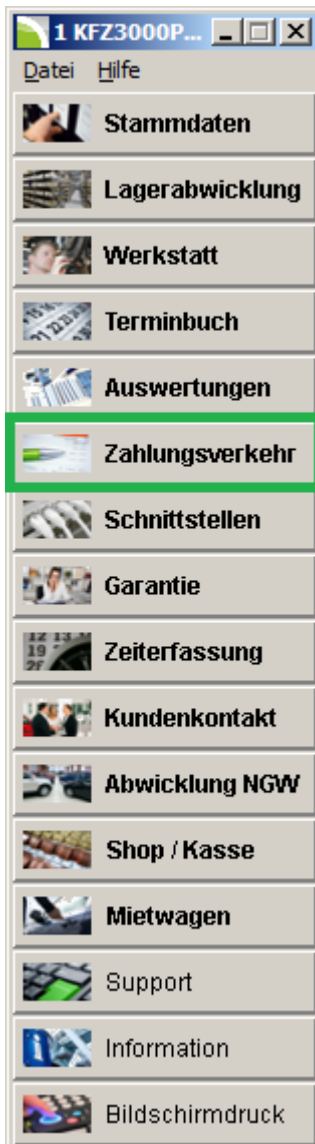 1 KFZ3000P...
Datei Hilfe
Stammdaten
Lagerabwicklung
Werkstatt
Terminbuch
Auswertungen
Zahlungsverkehr
Schnittstellen
Garantie
Zeiterfassung
Kundenkontakt
Abwicklung NGW
Shop / Kasse
Mietwagen
Support
Information
Bildschirmdruck